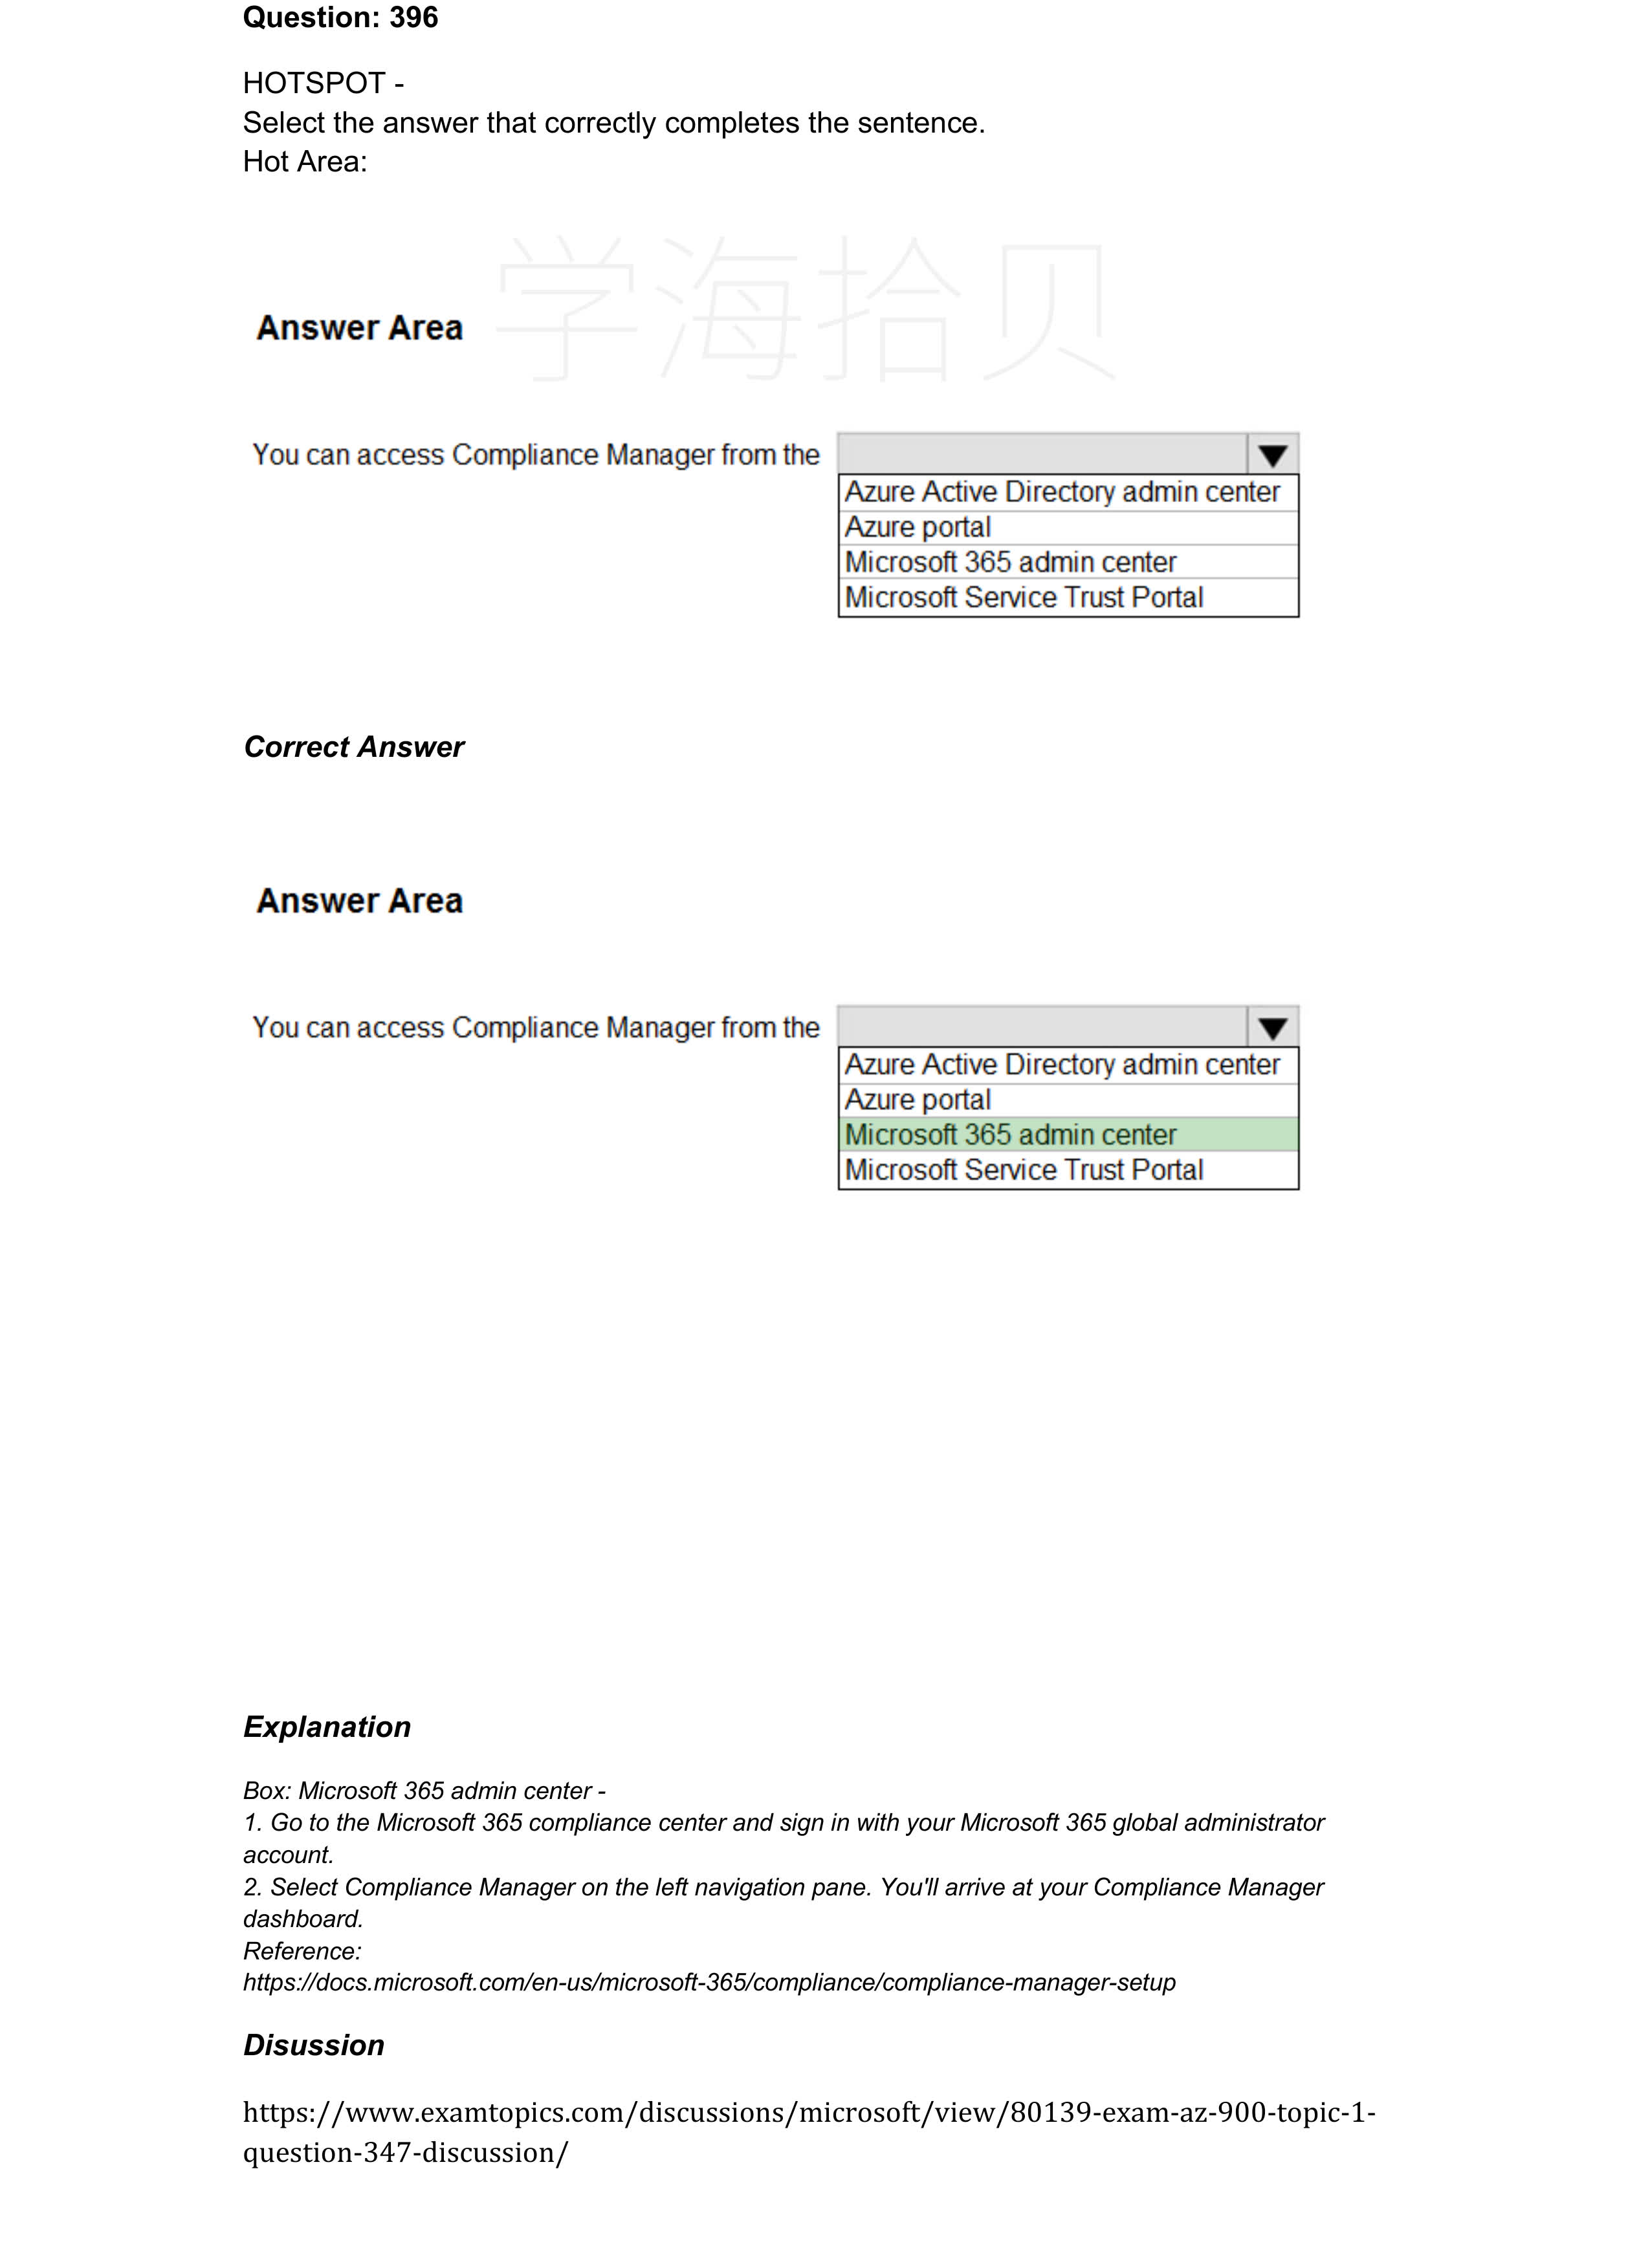 Question: 396
HOTSPOT -
Select the answer that correctly completes the sentence.
Hot Area:
学海拾贝
Answer Area
You can access Compliance Manager from the
Azure Active Directory admin center
Azure portal
Microsoft 365 admin center
Microsoft Service Trust Portal
Correct Answer
Answer Area
You can access Compliance Manager from the
Azure Active Directory admin center
Azure portal
Microsoft 365 admin center
Microsoft Service Trust Portal
Explanation
Box: Microsoft 365 admin center -
1. Go to the Microsoft 365 compliance center and sign in with your Microsoft 365 global administrator
account.
2. Select Compliance Manager on the left navigation pane. You'll arrive at your Compliance Manager
dashboard.
Reference:
https://docs.microsoft.com/en-us/microsoft-365/compliance/compliance-manager-setup
Disussion
https://www.examtopics.com/discussions/microsoft/view/80139-exam-az-900-topic-1-
question-347-discussion/